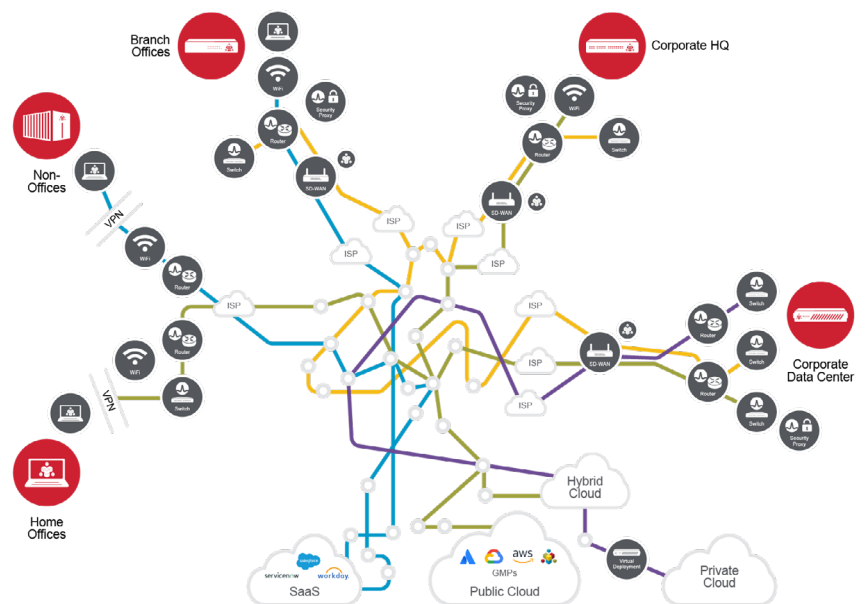 Branch
Offices
Corporate HQ
WiFi
Security
Proxy
Router
Switch
SD-WAN
Security
Proxy
WiFi
Router
Switch
SD-WAN
Non-
Offices
VPN
WiFi
Router
ISP
ISP
ISP
ISP
ISP
ISP
ISP
ISP
Router
WiFi
VPN
Switch
Home
Offices
SD-WAN
Switch
Router
Switch
Router
Switch
Security
Proxy
Corporate
Data Center
Hybrid
Cloud
Virtual
Deployment
Private
Cloud
salesforce
servicenow
workday.
SaaS
aws
GMPs
Public Cloud